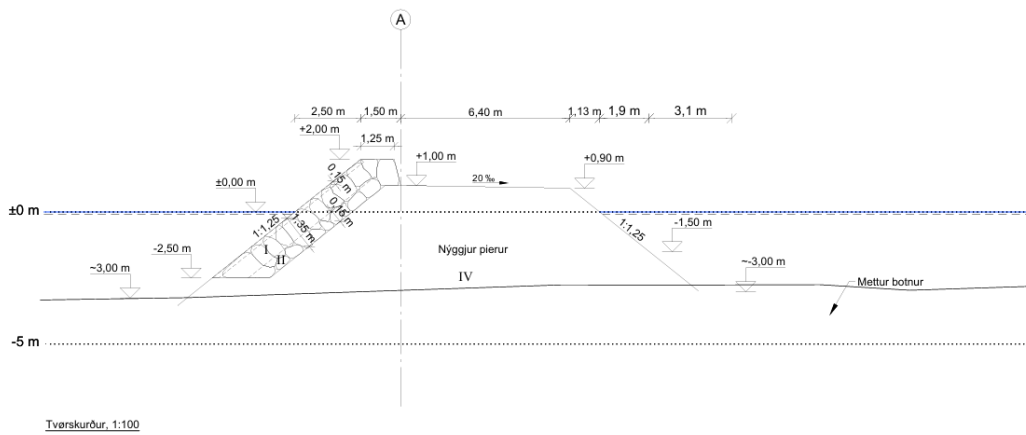 A
2,50 m 1,50 m 6,40 m 1,13 m 1,9 m 3,1 m
+2,00 m 1,25 m
+1,00 m 20 ‰ +0,90 m
0,15 m
±0,00 m
0,15 m
±0 m
1:1,25 1:35 m 1:1,25
-1,50 m
I
II
-2,50 m Nýggjur pierur
~3,00 m IV ~-3,00 m
Mettur botnur
-5 m
Tvørskurður, 1:100